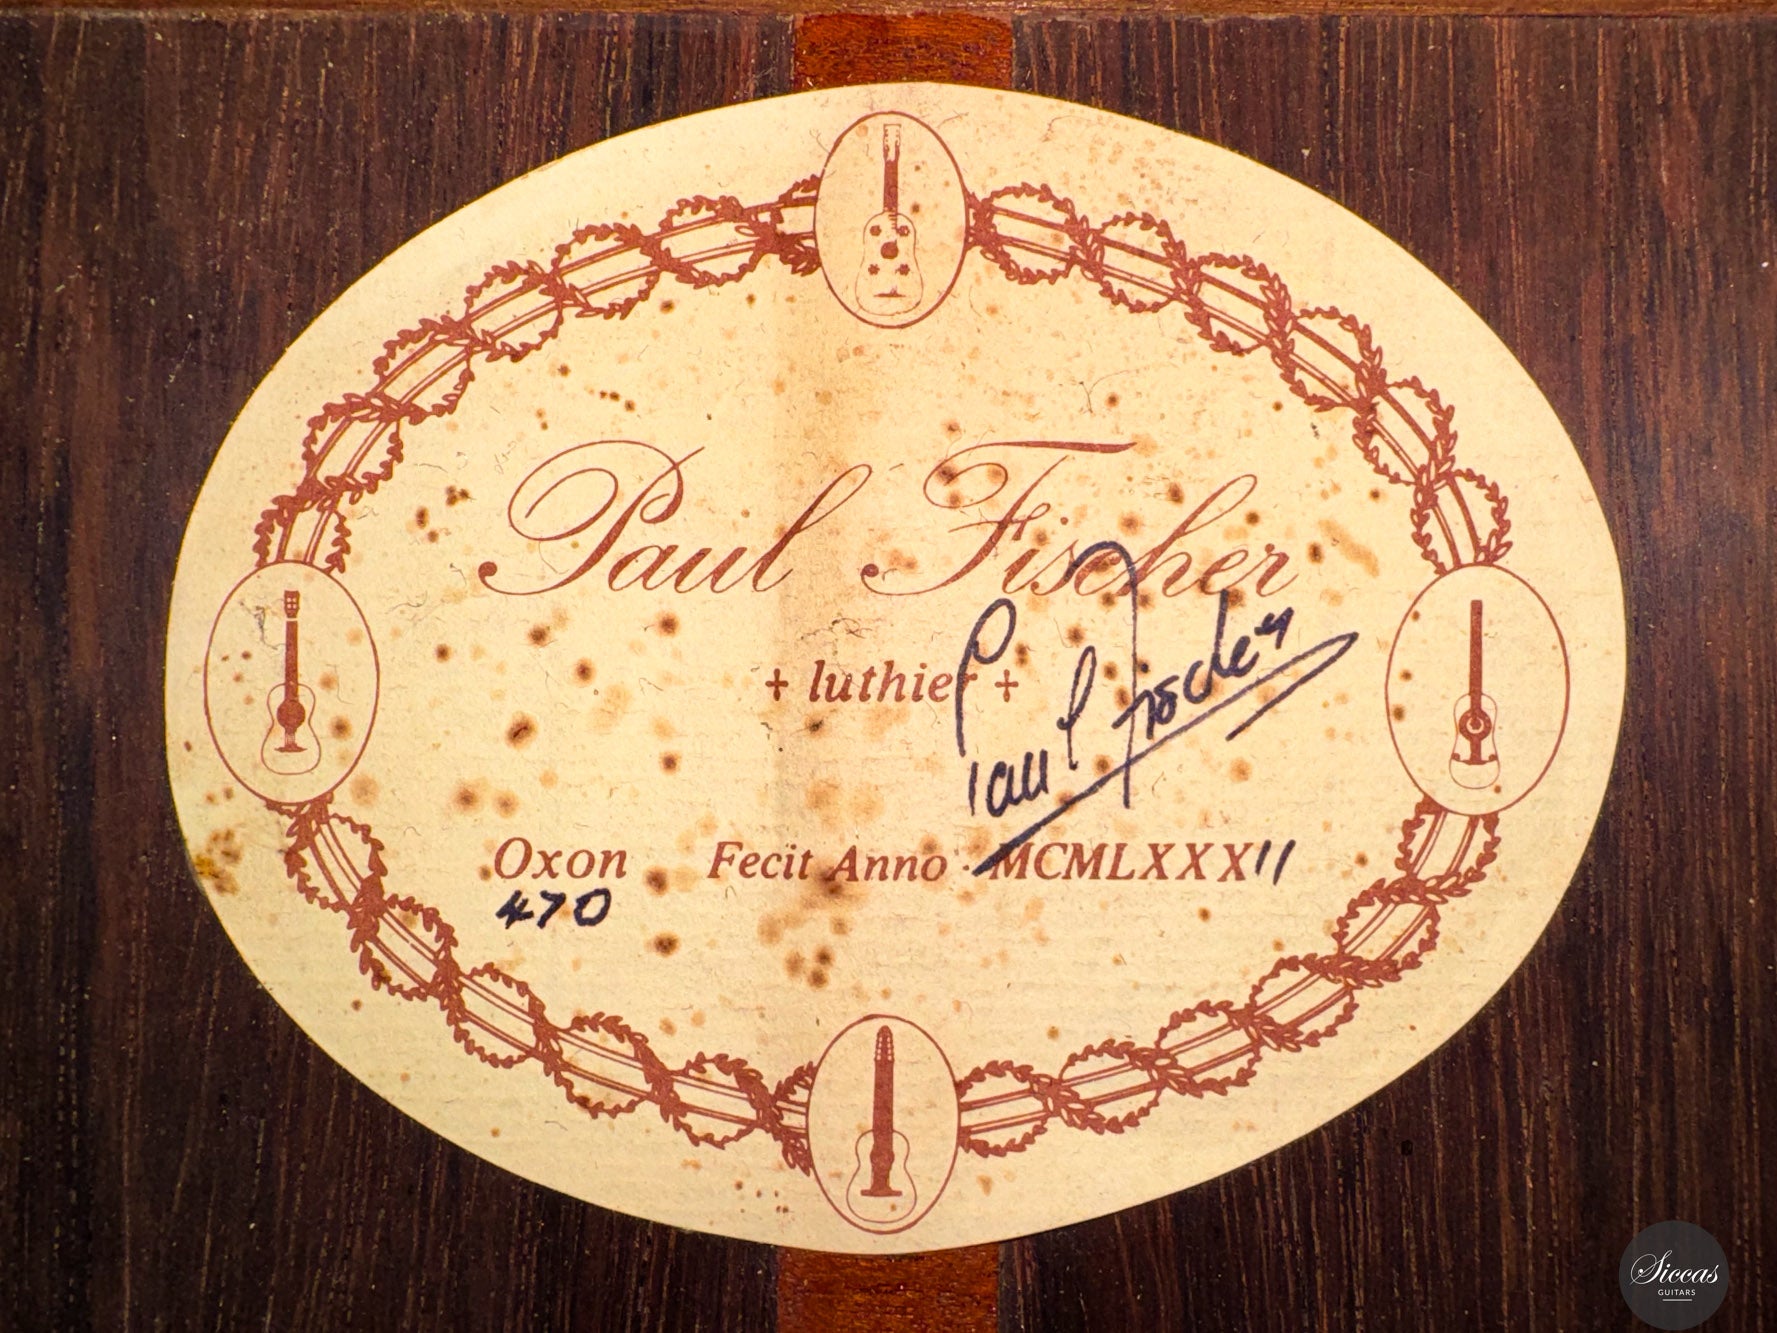 Paul Fischer
+ luthier +
Paul Fischer
Oxon Fecit Anno · MCMLXXXII
470
Siccas
GUITARS